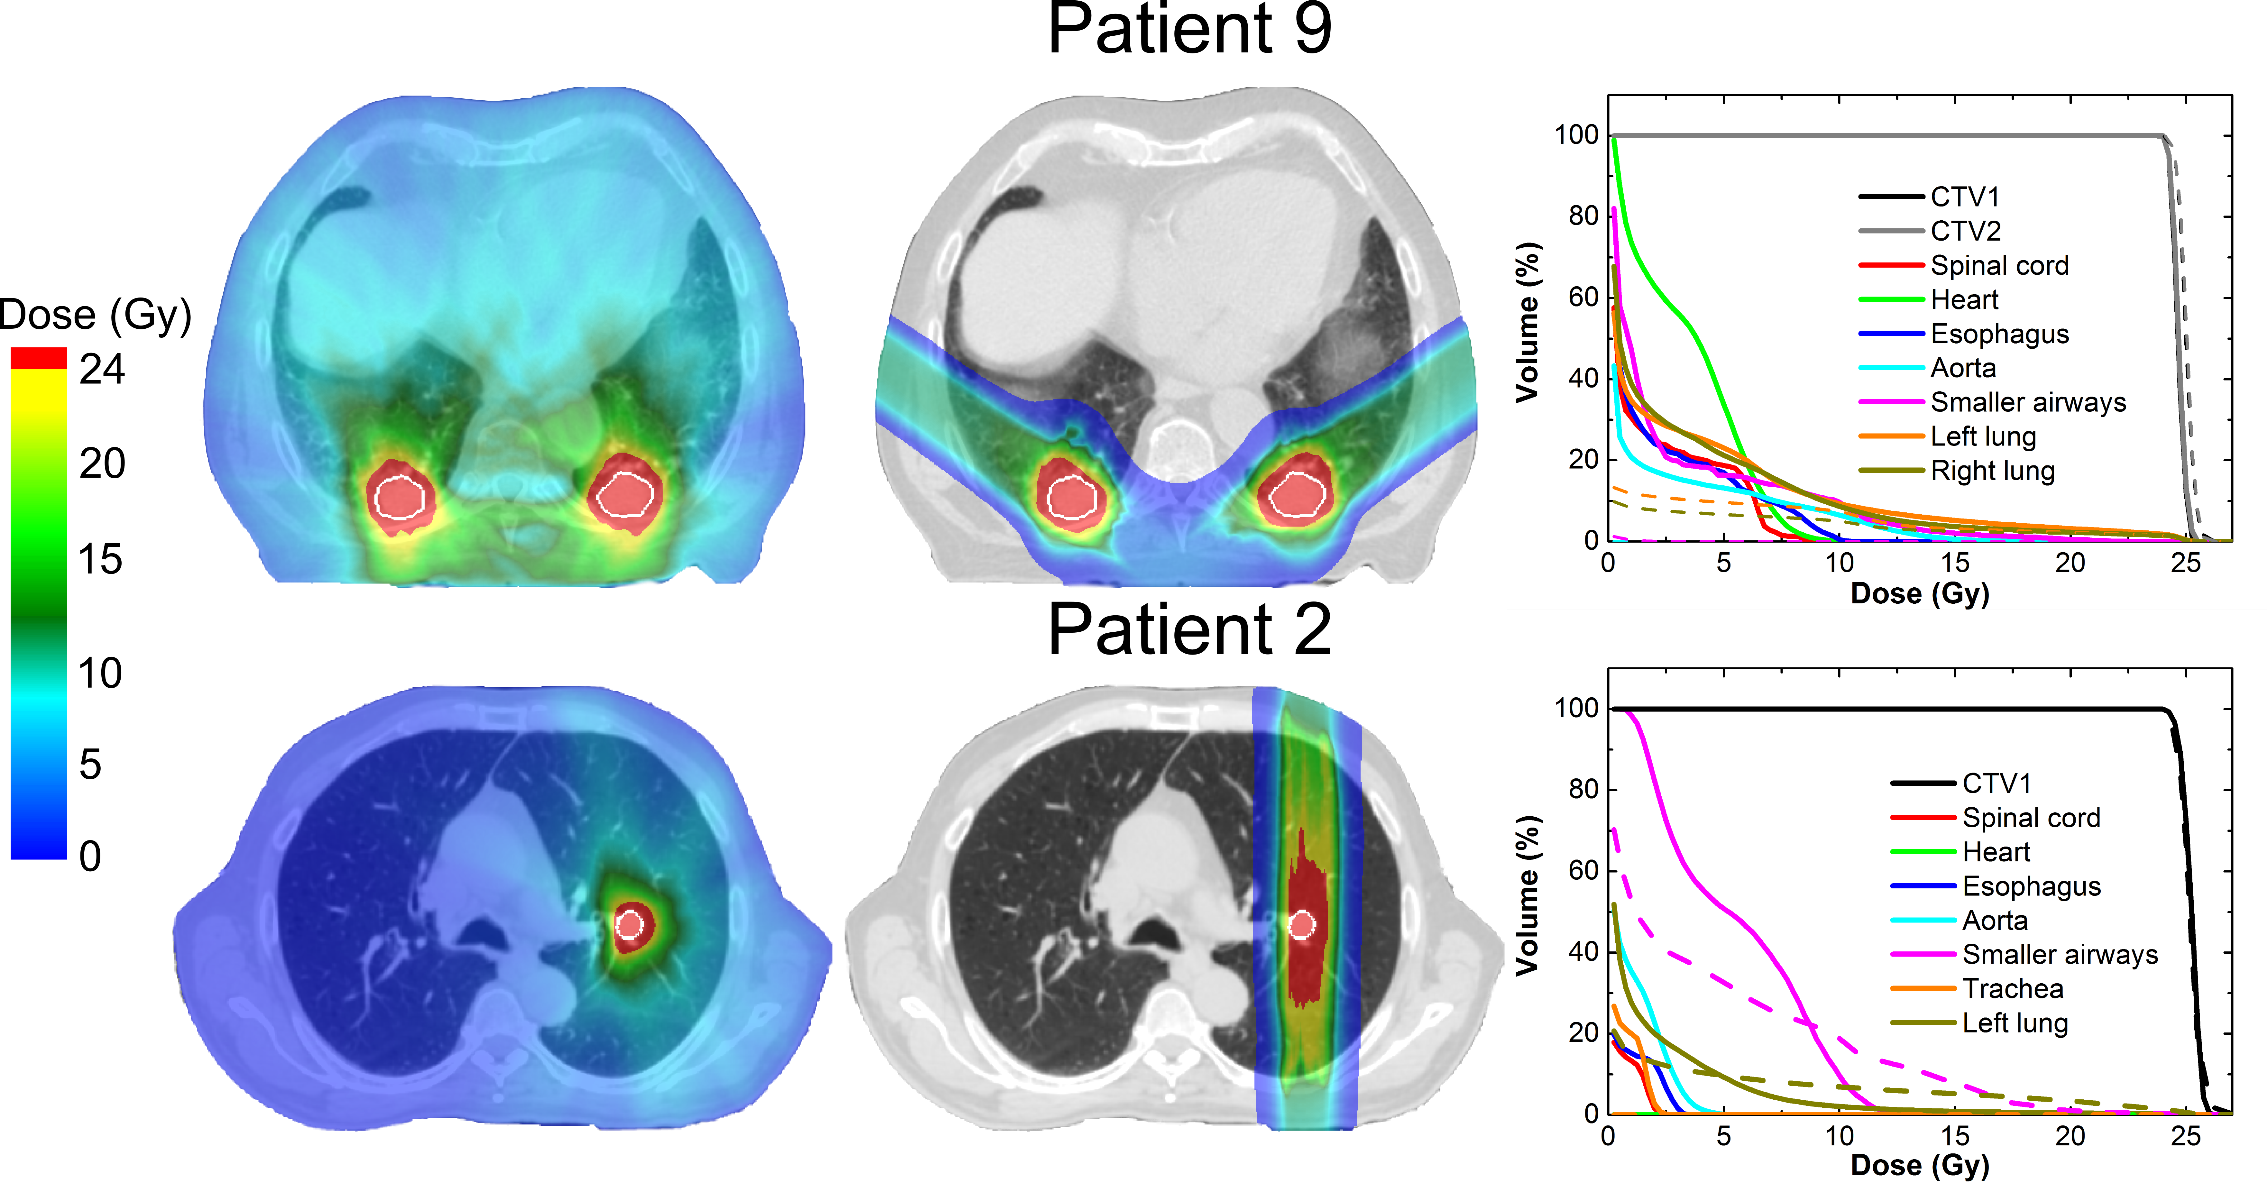 Patient 9
Dose (Gy)
24
20
15
10
5
0
Volume (%)
100
80
60
40
20
0
CTV1
CTV2
Spinal cord
Heart
Esophagus
Aorta
Smaller airways
Left lung
Right lung
0 5 10 15 20 25
Dose (Gy)
Patient 2
Volume (%)
100
80
60
40
20
0
CTV1
Spinal cord
Heart
Esophagus
Aorta
Smaller airways
Trachea
Left lung
0 5 10 15 20 25
Dose (Gy)